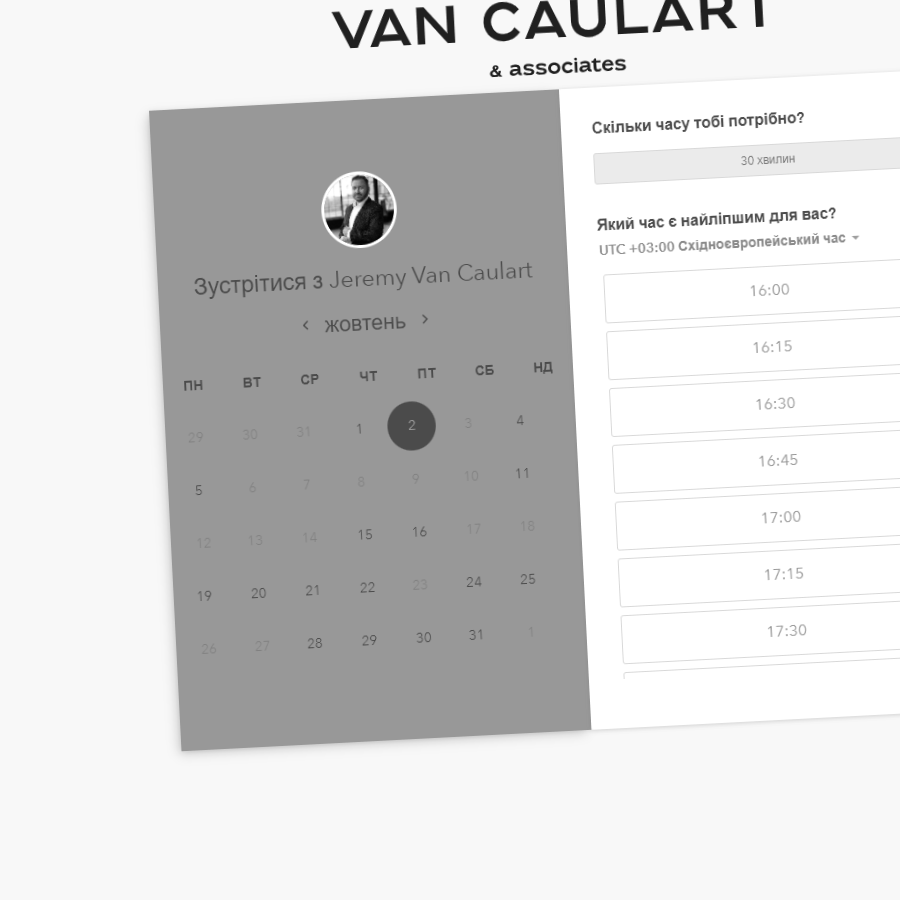 VAN CAULART
& associates
Зустрітися з Jeremy Van Caulart
жовтень
ПН ВТ СР ЧТ ПТ СБ НД
29 30 31 1 2 3 4
5 6 7 8 9 10 11
12 13 14 15 16 17 18
19 20 21 22 23 24 25
26 27 28 29 30 31 1
Скільки часу тобі потрібно?
30 хвилин
Який час є найліпшим для вас?
UTC +03:00 Східноєвропейський час
16:00
16:15
16:30
16:45
17:00
17:15
17:30